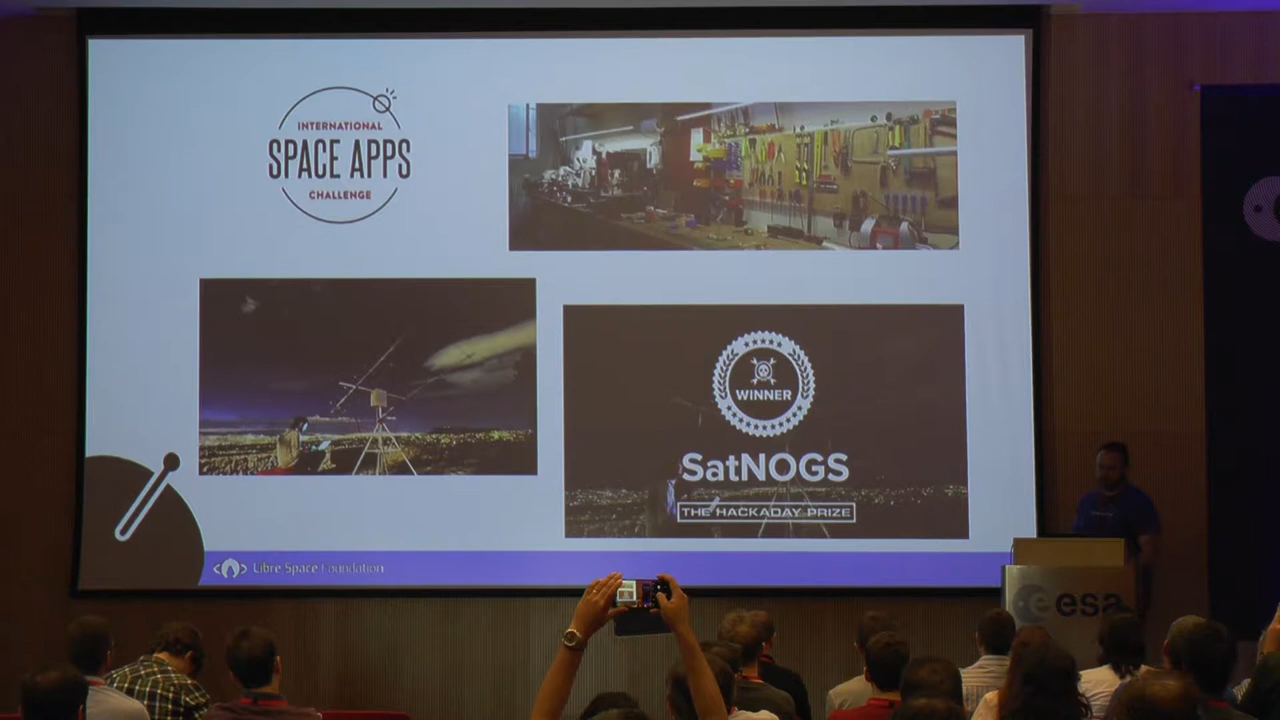 INTERNATIONAL
SPACE APPS
CHALLENGE
WINNER
SatNOGS
THE HACKADAY PRIZE
Libre Space Foundation
esa